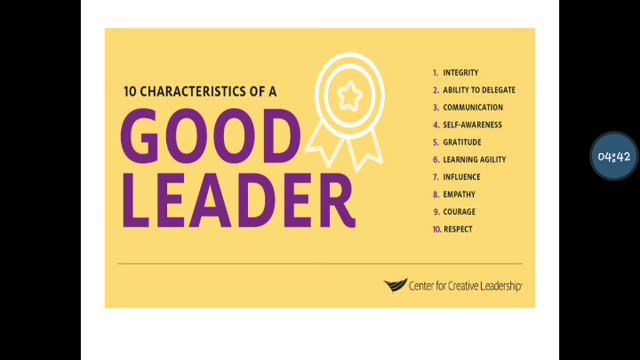 10 CHARACTERISTICS OF A
GOOD
LEADER
1. INTEGRITY
2. ABILITY TO DELEGATE
3. COMMUNICATION
4. SELF-AWARENESS
5. GRATITUDE
6. LEARNING AGILITY
7. INFLUENCE
8. EMPATHY
9. COURAGE
10. RESPECT
Center for Creative Leadership
04:42